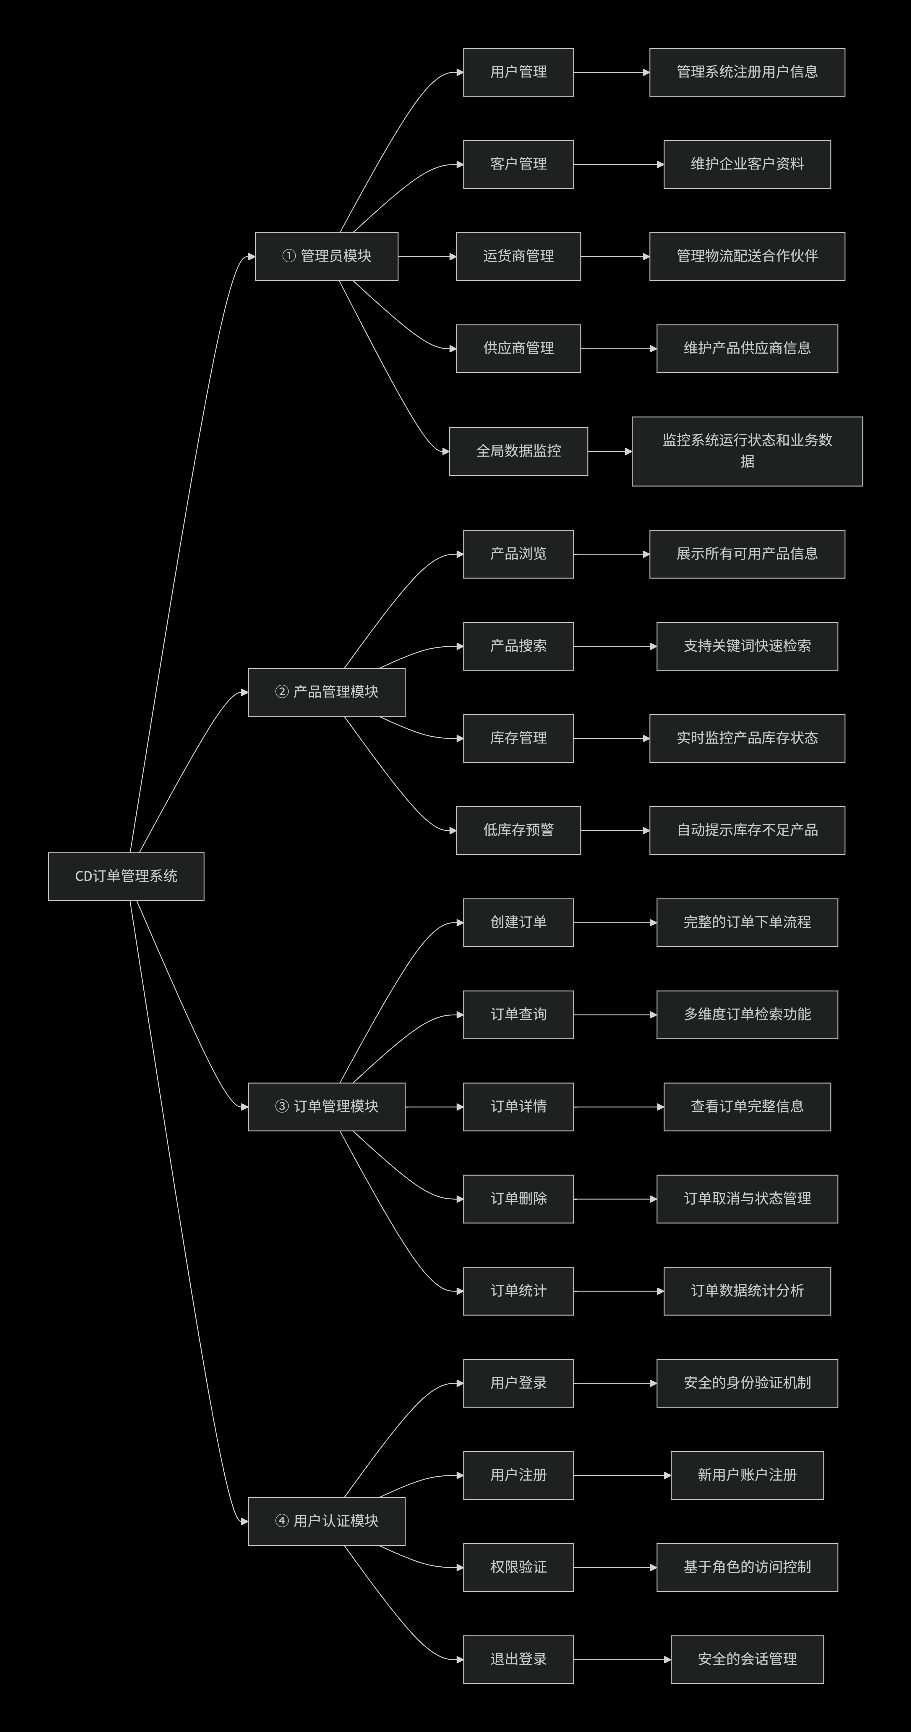 CD订单管理系统
① 管理员模块
用户管理
管理系统注册用户信息
客户管理
维护企业客户资料
运货商管理
管理物流配送合作伙伴
供应商管理
维护产品供应商信息
全局数据监控
监控系统运行状态和业务数
据
② 产品管理模块
产品浏览
展示所有可用产品信息
产品搜索
支持关键词快速检索
库存管理
实时监控产品库存状态
低库存预警
自动提示库存不足产品
③ 订单管理模块
创建订单
完整的订单下单流程
订单查询
多维度订单检索功能
订单详情
查看订单完整信息
订单删除
订单取消与状态管理
订单统计
订单数据统计分析
④ 用户认证模块
用户登录
安全的身份验证机制
用户注册
新用户账户注册
权限验证
基于角色的访问控制
退出登录
安全的会话管理